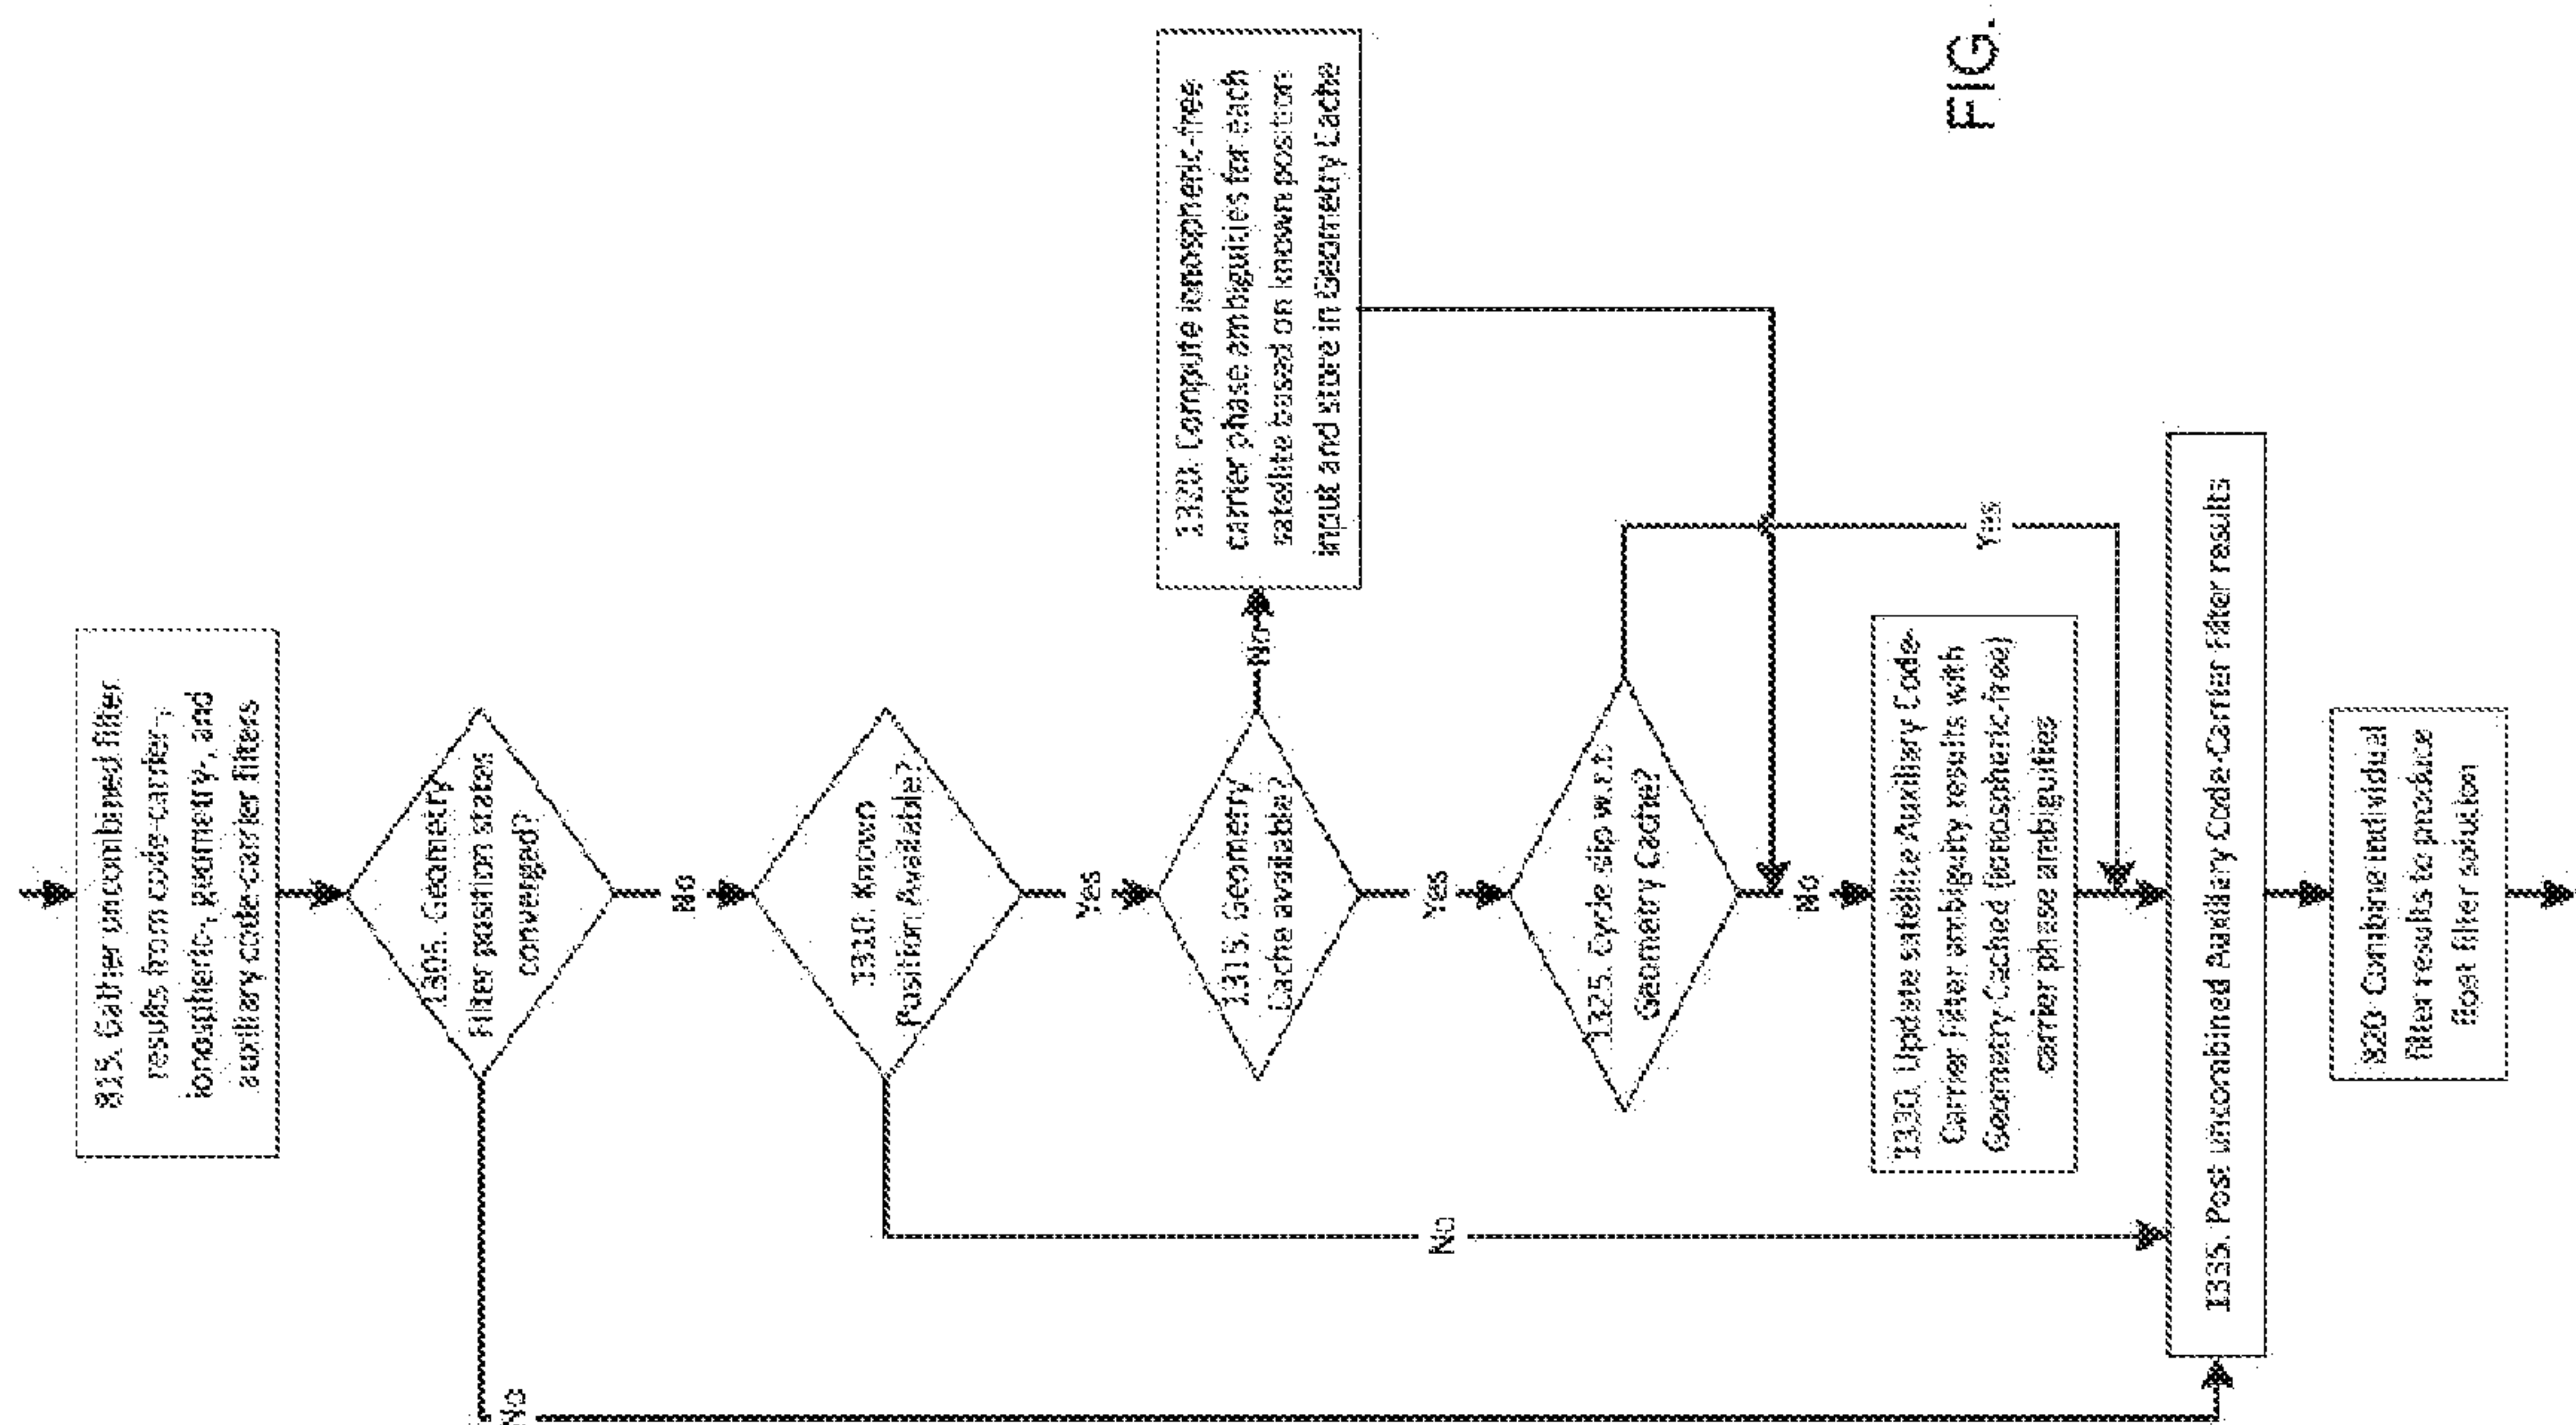 815. Gather uncombined filter
results from code-carrier-,
ionospheric-, geometry-, and
auxiliary code-carrier filters
1305. Geometry
Filter position states
converged?
No
No
1310. Known
Position Available?
Yes
No
1315. Geometry
Cache available?
No
1320. Compute ionospheric-free
carrier phase ambiguities for each
satellite based on known position
input and store in Geometry Cache
Yes
1325. Cycle slip w.r.t.
Geometry Cache?
Yes
No
1330. Update satellite Auxiliary Code-
Carrier Filter ambiguity results with
Geometry Cached (ionospheric-free)
carrier phase ambiguities
1335. Post uncombined Auxiliary Code-Carrier Filter results
820. Combine individual
filter results to produce
float filter solution
FIG.